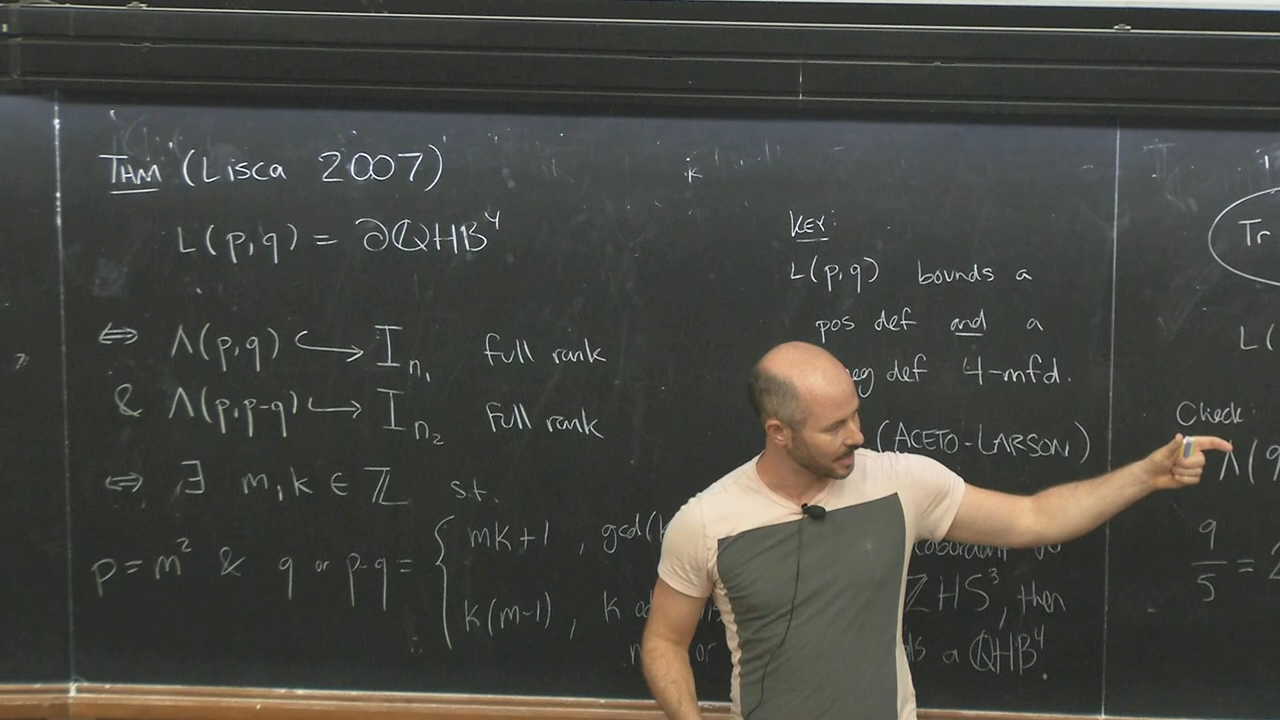 THM (Lisca 2007)
L(p,q) = ∂QHB⁴
⇔ Λ(p,q) ↪ I_{n₁} full rank
& Λ(p,p-q) ↪ I_{n₂} full rank
⇔ ∃ m,k ∈ ℤ s.t.
p = m² & q or p-q = { mk+1 , gcd(
k(m-1) , k
or
KEY:
L(p,q) bounds a
pos def and a
neg def 4-mfd.
(ACETO-LARSON)
ZHS³, then
a QHB⁴.
Tr
L(
Check:
Λ(9
9/5 = 2